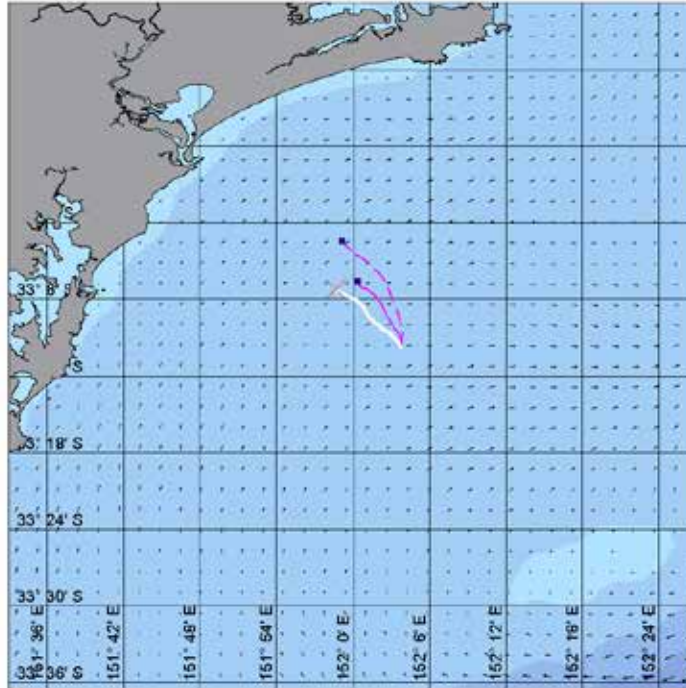 33° 8' S
S
33° 18' S
33° 24' S
33° 30' S
33° 36' S
151° 36' E
151° 42' E
151° 48' E
151° 54' E
152° 0' E
152° 6' E
152° 12' E
152° 18' E
152° 24' E